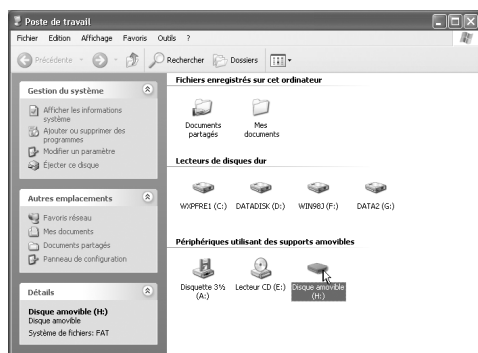 Poste de travail
Fichier Edition Affichage Favoris Outils ?
Précédente Rechercher Dossiers
Gestion du système
Afficher les informations
système
Ajouter ou supprimer des
programmes
Modifier un paramètre
Éjecter ce disque
Autres emplacements
Favoris réseau
Mes documents
Documents partagés
Panneau de configuration
Détails
Disque amovible (H:)
Disque amovible
Système de fichiers: FAT
Fichiers enregistrés sur cet ordinateur
Documents
partagés
Mes
documents
Lecteurs de disques dur
WXPFRE1 (C:) DATADISK (D:) WIN98J (F:) DATA2 (G:)
Périphériques utilisant des supports amovibles
Disquette 3½
(A:)
Lecteur CD (E:)
Disque amovible
(H:)